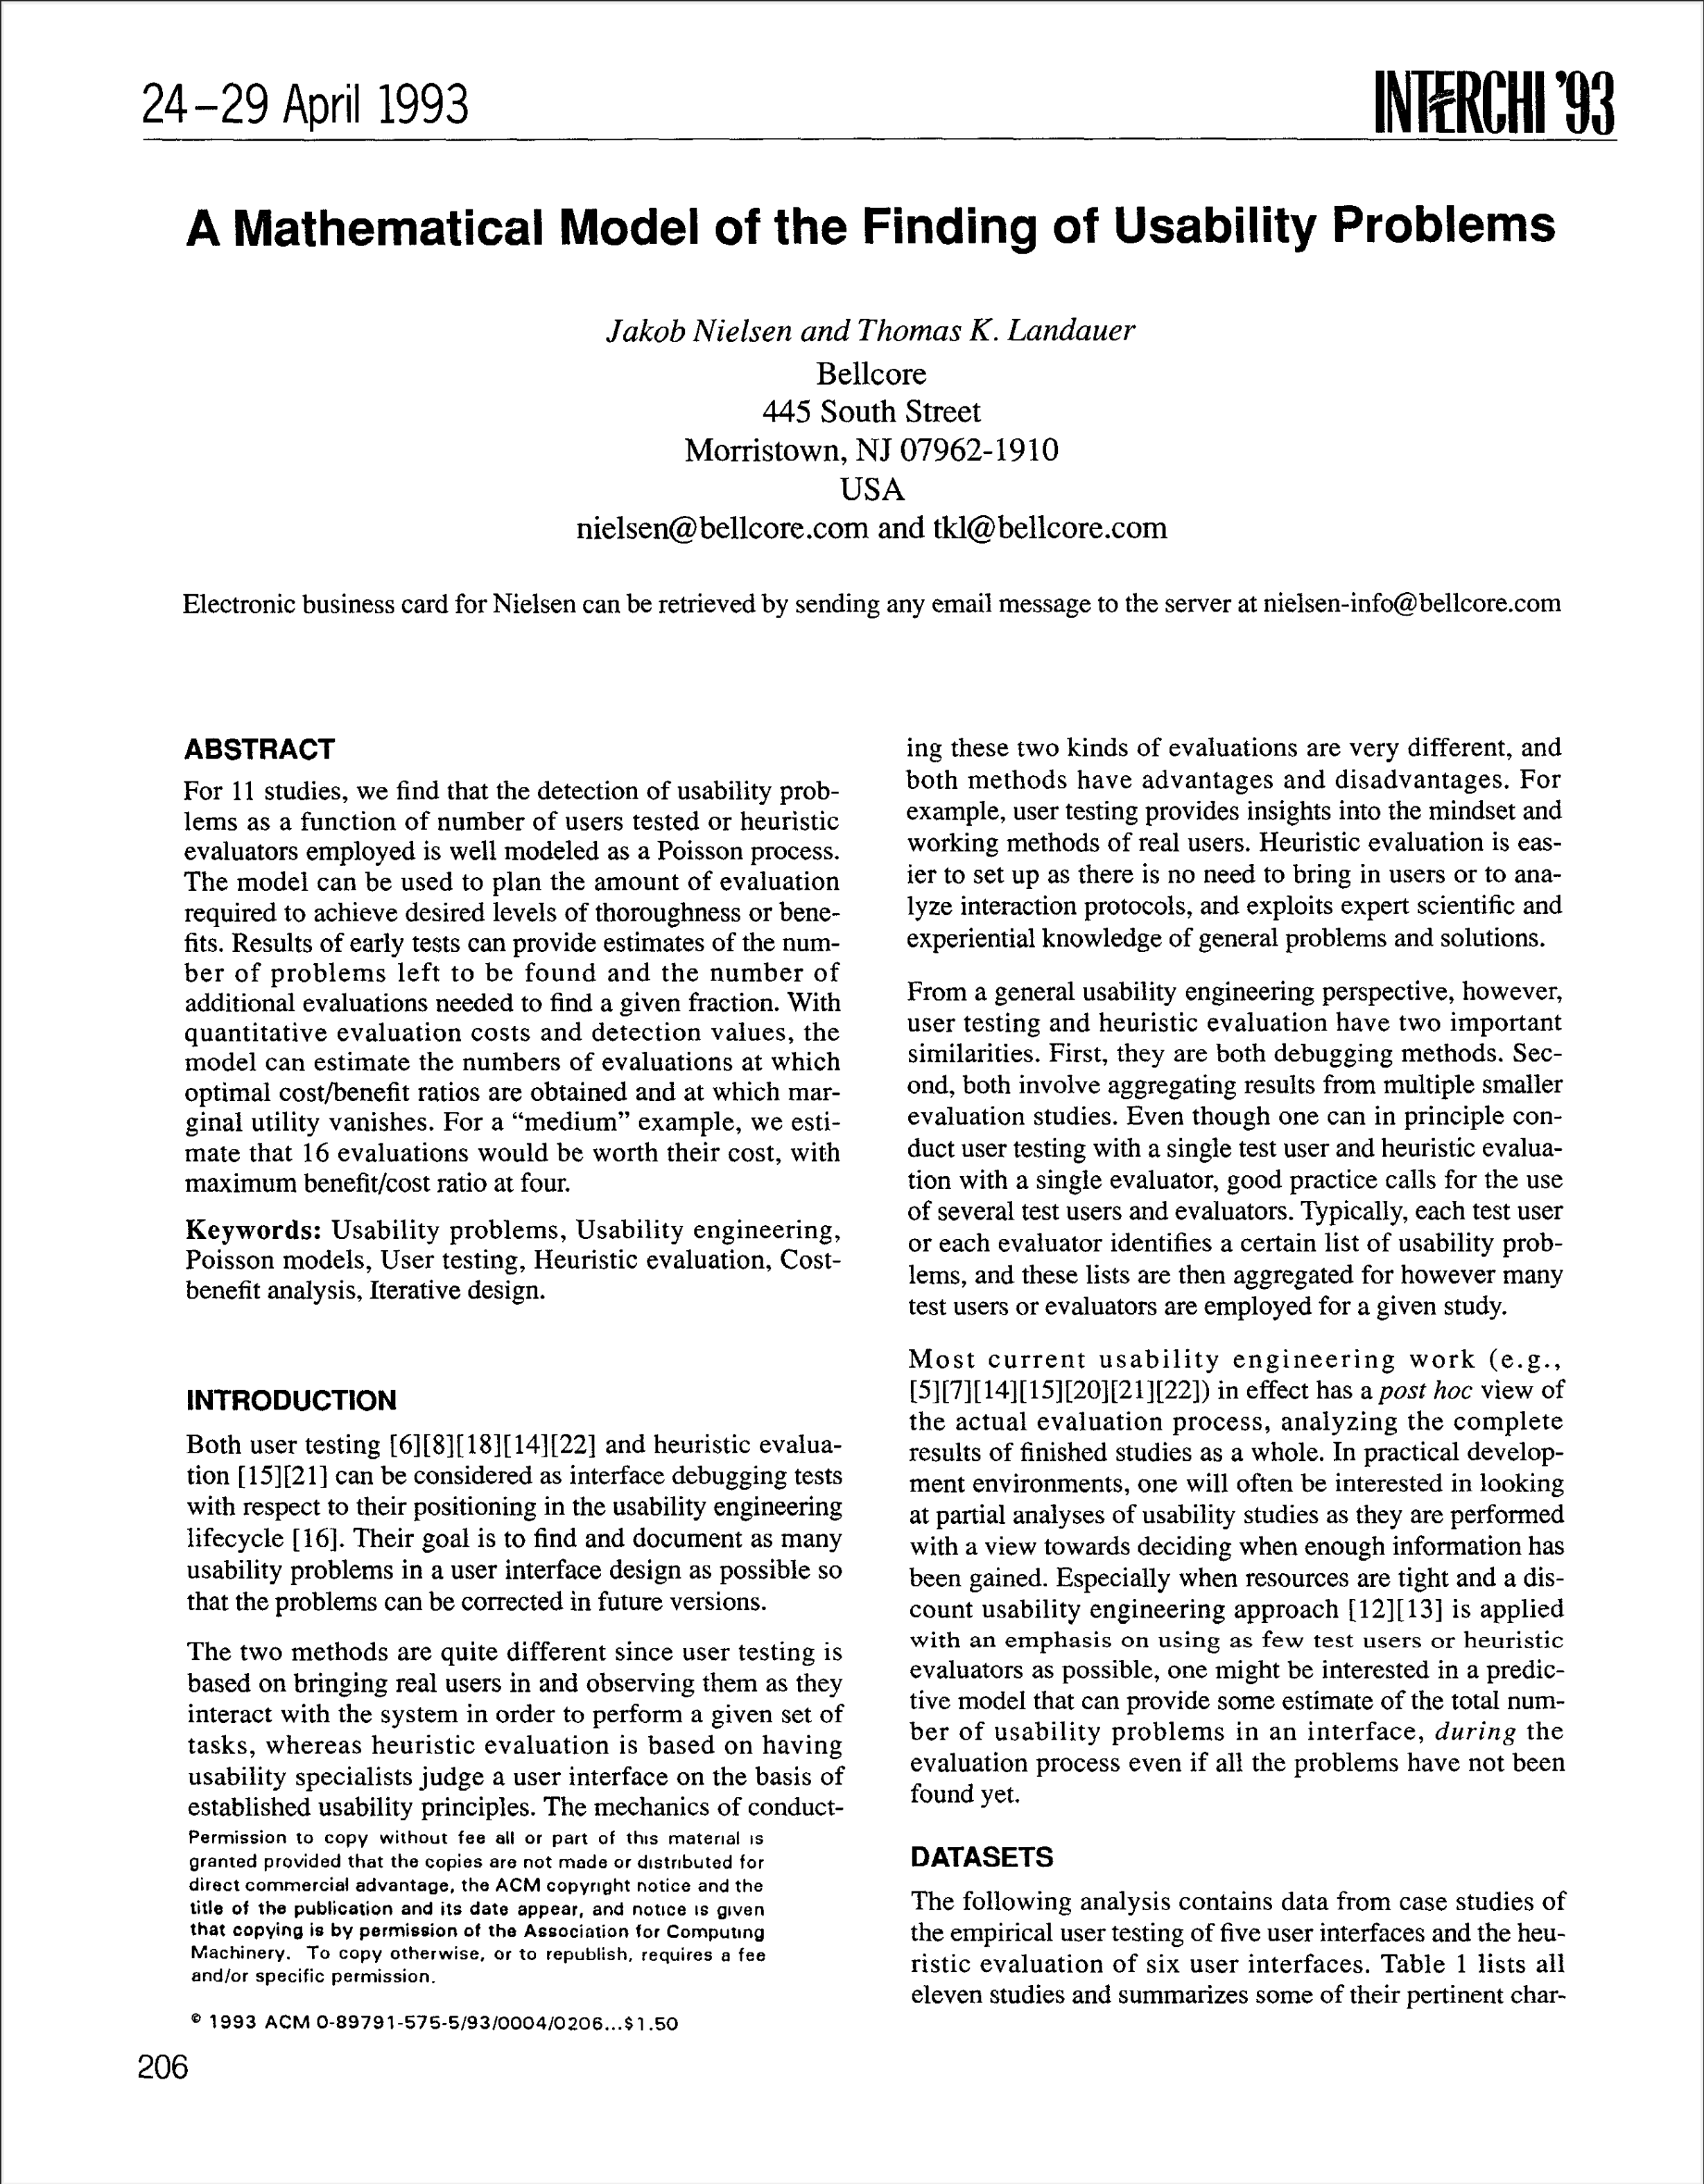 24–29 April 1993
INTERCHI '93
A Mathematical Model of the Finding of Usability Problems
Jakob Nielsen and Thomas K. Landauer
Bellcore
445 South Street
Morristown, NJ 07962-1910
USA
nielsen@bellcore.com and tkl@bellcore.com
Electronic business card for Nielsen can be retrieved by sending any email message to the server at nielsen-info@bellcore.com
ABSTRACT
For 11 studies, we find that the detection of usability prob-
lems as a function of number of users tested or heuristic
evaluators employed is well modeled as a Poisson process.
The model can be used to plan the amount of evaluation
required to achieve desired levels of thoroughness or bene-
fits. Results of early tests can provide estimates of the num-
ber of problems left to be found and the number of
additional evaluations needed to find a given fraction. With
quantitative evaluation costs and detection values, the
model can estimate the numbers of evaluations at which
optimal cost/benefit ratios are obtained and at which mar-
ginal utility vanishes. For a “medium” example, we esti-
mate that 16 evaluations would be worth their cost, with
maximum benefit/cost ratio at four.
Keywords: Usability problems, Usability engineering,
Poisson models, User testing, Heuristic evaluation, Cost-
benefit analysis, Iterative design.
INTRODUCTION
Both user testing [6][8][18][14][22] and heuristic evalua-
tion [15][21] can be considered as interface debugging tests
with respect to their positioning in the usability engineering
lifecycle [16]. Their goal is to find and document as many
usability problems in a user interface design as possible so
that the problems can be corrected in future versions.
The two methods are quite different since user testing is
based on bringing real users in and observing them as they
interact with the system in order to perform a given set of
tasks, whereas heuristic evaluation is based on having
usability specialists judge a user interface on the basis of
established usability principles. The mechanics of conduct-
Permission to copy without fee all or part of this material is
granted provided that the copies are not made or distributed for
direct commercial advantage, the ACM copyright notice and the
title of the publication and its date appear, and notice is given
that copying is by permission of the Association for Computing
Machinery. To copy otherwise, or to republish, requires a fee
and/or specific permission.
© 1993 ACM 0-89791-575-5/93/0004/0206...$1.50
206
ing these two kinds of evaluations are very different, and
both methods have advantages and disadvantages. For
example, user testing provides insights into the mindset and
working methods of real users. Heuristic evaluation is eas-
ier to set up as there is no need to bring in users or to ana-
lyze interaction protocols, and exploits expert scientific and
experiential knowledge of general problems and solutions.
From a general usability engineering perspective, however,
user testing and heuristic evaluation have two important
similarities. First, they are both debugging methods. Sec-
ond, both involve aggregating results from multiple smaller
evaluation studies. Even though one can in principle con-
duct user testing with a single test user and heuristic evalua-
tion with a single evaluator, good practice calls for the use
of several test users and evaluators. Typically, each test user
or each evaluator identifies a certain list of usability prob-
lems, and these lists are then aggregated for however many
test users or evaluators are employed for a given study.
Most current usability engineering work (e.g.,
[5][7][14][15][20][21][22]) in effect has a post hoc view of
the actual evaluation process, analyzing the complete
results of finished studies as a whole. In practical develop-
ment environments, one will often be interested in looking
at partial analyses of usability studies as they are performed
with a view towards deciding when enough information has
been gained. Especially when resources are tight and a dis-
count usability engineering approach [12][13] is applied
with an emphasis on using as few test users or heuristic
evaluators as possible, one might be interested in a predic-
tive model that can provide some estimate of the total num-
ber of usability problems in an interface, during the
evaluation process even if all the problems have not been
found yet.
DATASETS
The following analysis contains data from case studies of
the empirical user testing of five user interfaces and the heu-
ristic evaluation of six user interfaces. Table 1 lists all
eleven studies and summarizes some of their pertinent char-